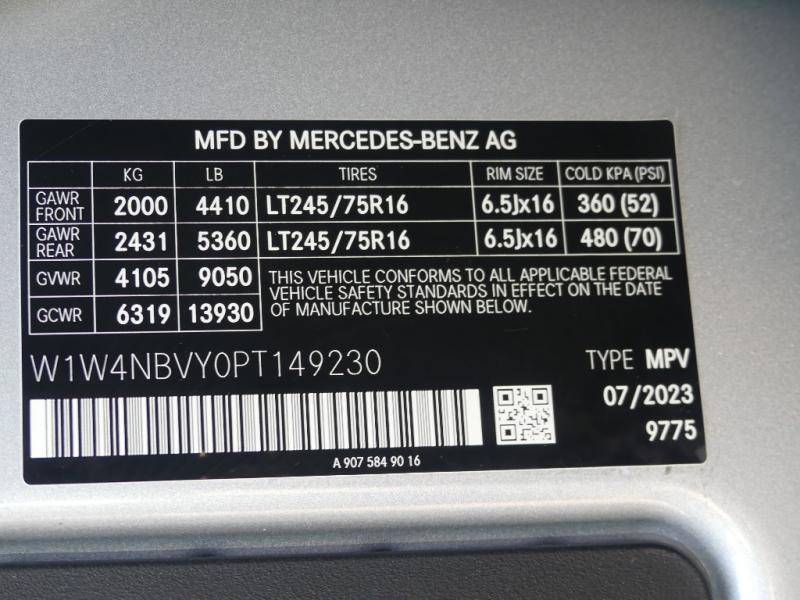 MFD BY MERCEDES-BENZ AG
KG LB TIRES RIM SIZE COLD KPA (PSI)
GAWR FRONT 2000 4410 LT245/75R16 6.5Jx16 360 (52)
GAWR REAR 2431 5360 LT245/75R16 6.5Jx16 480 (70)
GVWR 4105 9050
GCWR 6319 13930
THIS VEHICLE CONFORMS TO ALL APPLICABLE FEDERAL
VEHICLE SAFETY STANDARDS IN EFFECT ON THE DATE
OF MANUFACTURE SHOWN BELOW.
W1W4NBVY0PT149230
TYPE MPV
07/2023
9775
A 907 584 90 16